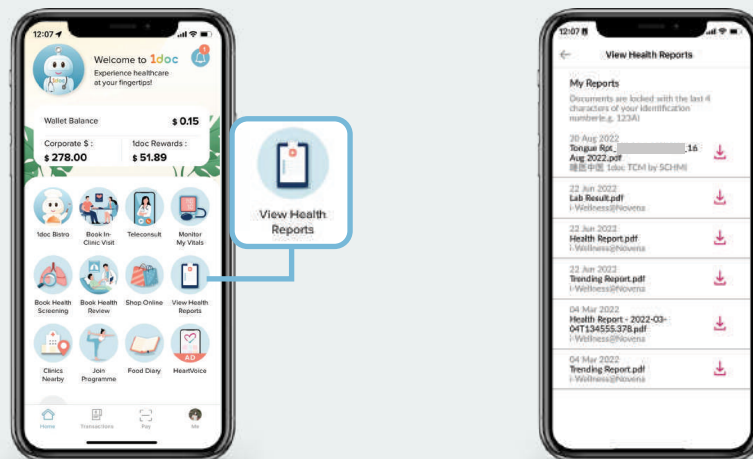 12:07
Welcome to 1doc
Experience healthcare
at your fingertips!
1
1doc
Wallet Balance
$ 0.15
Corporate $ :
$ 278.00
1doc Rewards :
$ 51.89
1doc Bistro
Book In-
Clinic Visit
Teleconsult
Monitor
My Vitals
Book Health
Screening
Book Health
Review
Shop Online
View Health
Reports
Clinics
Nearby
Join
Programme
Food Diary
AD
HeartVoice
Home
Transactions
Pay
Me
View Health
Reports
12:07
View Health Reports
My Reports
Documents are locked with the last 4
characters of your identification
number(e.g. 123A)
20 Aug 2022
Tongue Rpt_ _16
Aug 2022.pdf
1doc TCM by SCHMI
22 Jun 2022
Lab Result.pdf
i-Wellness@Novena
22 Jun 2022
Health Report.pdf
i-Wellness@Novena
22 Jun 2022
Trending Report.pdf
i-Wellness@Novena
04 Mar 2022
Health Report - 2022-03-
04T134555.378.pdf
i-Wellness@Novena
04 Mar 2022
Trending Report.pdf
i-Wellness@Novena